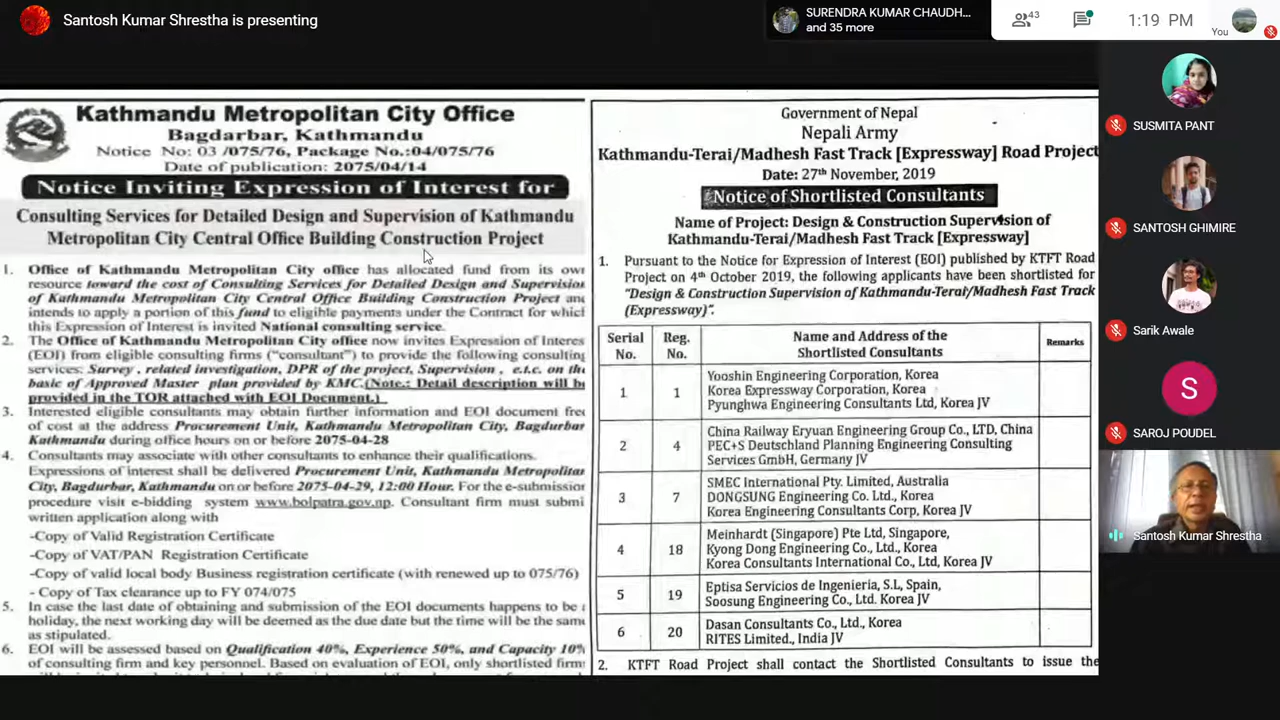 Santosh Kumar Shrestha is presenting
SURENDRA KUMAR CHAUDH...
and 35 more
43
1:19 PM
You
Kathmandu Metropolitan City Office
Bagdarbar, Kathmandu
Notice No: 03 /075/76, Package No.:04/075/76
Date of publication: 2075/04/14
Notice Inviting Expression of Interest for
Consulting Services for Detailed Design and Supervision of Kathmandu
Metropolitan City Central Office Building Construction Project
1. Office of Kathmandu Metropolitan City office has allocated fund from its own
resource toward the cost of Consulting Services for Detailed Design and Supervision
of Kathmandu Metropolitan City Central Office Building Construction Project and
intends to apply a portion of this fund to eligible payments under the Contract for which
this Expression of Interest is invited National consulting service.
2. The Office of Kathmandu Metropolitan City office now invites Expression of Interes
(EOI) from eligible consulting firms ("consultant") to provide the following consulting
services: Survey, related investigation, DPR of the project, Supervision, e.t.c. on the
basis of Approved Master plan provided by KMC.(Note.: Detail description will be
provided in the TOR attached with EOI Document.)
3. Interested eligible consultants may obtain further information and EOI document free
of cost at the address Procurement Unit, Kathmandu Metropolitan City, Bagdurbar
Kathmandu during office hours on or before 2075-04-28
4. Consultants may associate with other consultants to enhance their qualifications.
Expressions of interest shall be delivered Procurement Unit, Kathmandu Metropolitan
City, Bagdurbar, Kathmandu on or before 2075-04-29, 12:00 Hour. For the e-submission
procedure visit e-bidding system www.bolpatra.gov.np. Consultant firm must submi
written application along with
-Copy of Valid Registration Certificate
-Copy of VAT/PAN Registration Certificate
-Copy of valid local body Business registration certificate (with renewed up to 075/76)
- Copy of Tax clearance up to FY 074/075
5. In case the last date of obtaining and submission of the EOI documents happens to be a
holiday, the next working day will be deemed as the due date but the time will be the same
as stipulated.
6. EOI will be assessed based on Qualification 40%, Experience 50%, and Capacity 10%
of consulting firm and key personnel. Based on evaluation of EOI, only shortlisted firm
Government of Nepal
Nepali Army
Kathmandu-Terai/Madhesh Fast Track [Expressway] Road Project
Date: 27th November, 2019
Notice of Shortlisted Consultants
Name of Project: Design & Construction Supervision of
Kathmandu-Terai/Madhesh Fast Track [Expressway]
1. Pursuant to the Notice for Expression of Interest (EOI) published by KTFT Road
Project on 4th October 2019, the following applicants have been shortlisted for
"Design & Construction Supervision of Kathmandu-Terai/Madhesh Fast Track
(Expressway)".
Serial No. Reg. No. Name and Address of the Shortlisted Consultants Remarks
1 1 Yooshin Engineering Corporation, Korea
Korea Expressway Corporation, Korea
Pyunghwa Engineering Consultants Ltd, Korea JV
2 4 China Railway Eryuan Engineering Group Co., LTD, China
PEC+S Deutschland Planning Engineering Consulting
Services GmbH, Germany JV
3 7 SMEC International Pty. Limited, Australia
DONGSUNG Engineering Co. Ltd., Korea
Korea Engineering Consultants Corp, Korea JV
4 18 Meinhardt (Singapore) Pte Ltd, Singapore,
Kyong Dong Engineering Co., Ltd., Korea
Korea Consultants International Co., Ltd, Korea JV
5 19 Eptisa Servicios de Ingenieria, S.L, Spain,
Soosung Engineering Co., Ltd. Korea JV
6 20 Dasan Consultants Co., Ltd., Korea
RITES Limited., India JV
2. KTFT Road Project shall contact the Shortlisted Consultants to issue the
SUSMITA PANT
SANTOSH GHIMIRE
Sarik Awale
S
SAROJ POUDEL
Santosh Kumar Shrestha